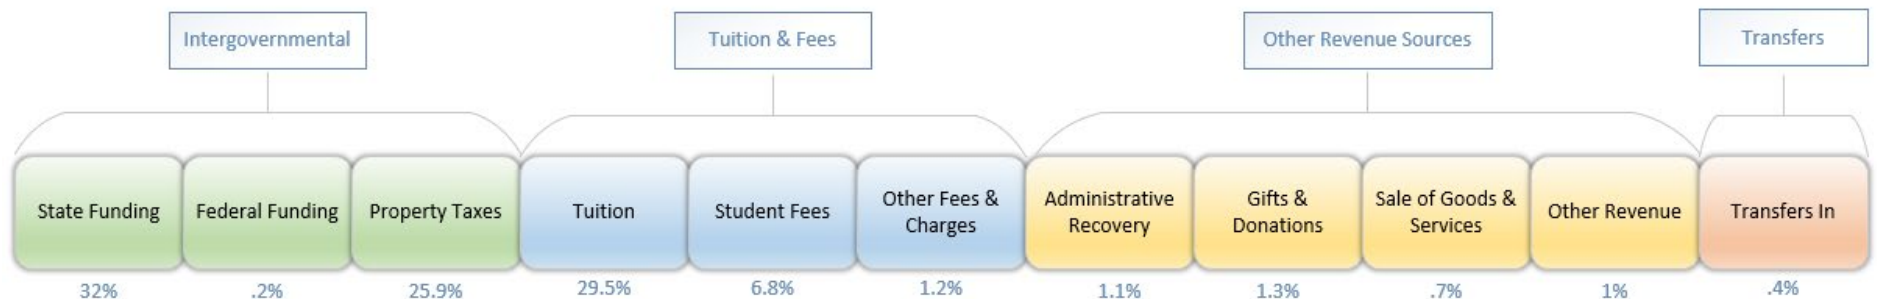 Intergovernmental
Tuition & Fees
Other Revenue Sources
Transfers
State Funding
Federal Funding
Property Taxes
Tuition
Student Fees
Other Fees &
Charges
Administrative
Recovery
Gifts &
Donations
Sale of Goods &
Services
Other Revenue
Transfers In
32%
.2%
25.9%
29.5%
6.8%
1.2%
1.1%
1.3%
.7%
1%
.4%